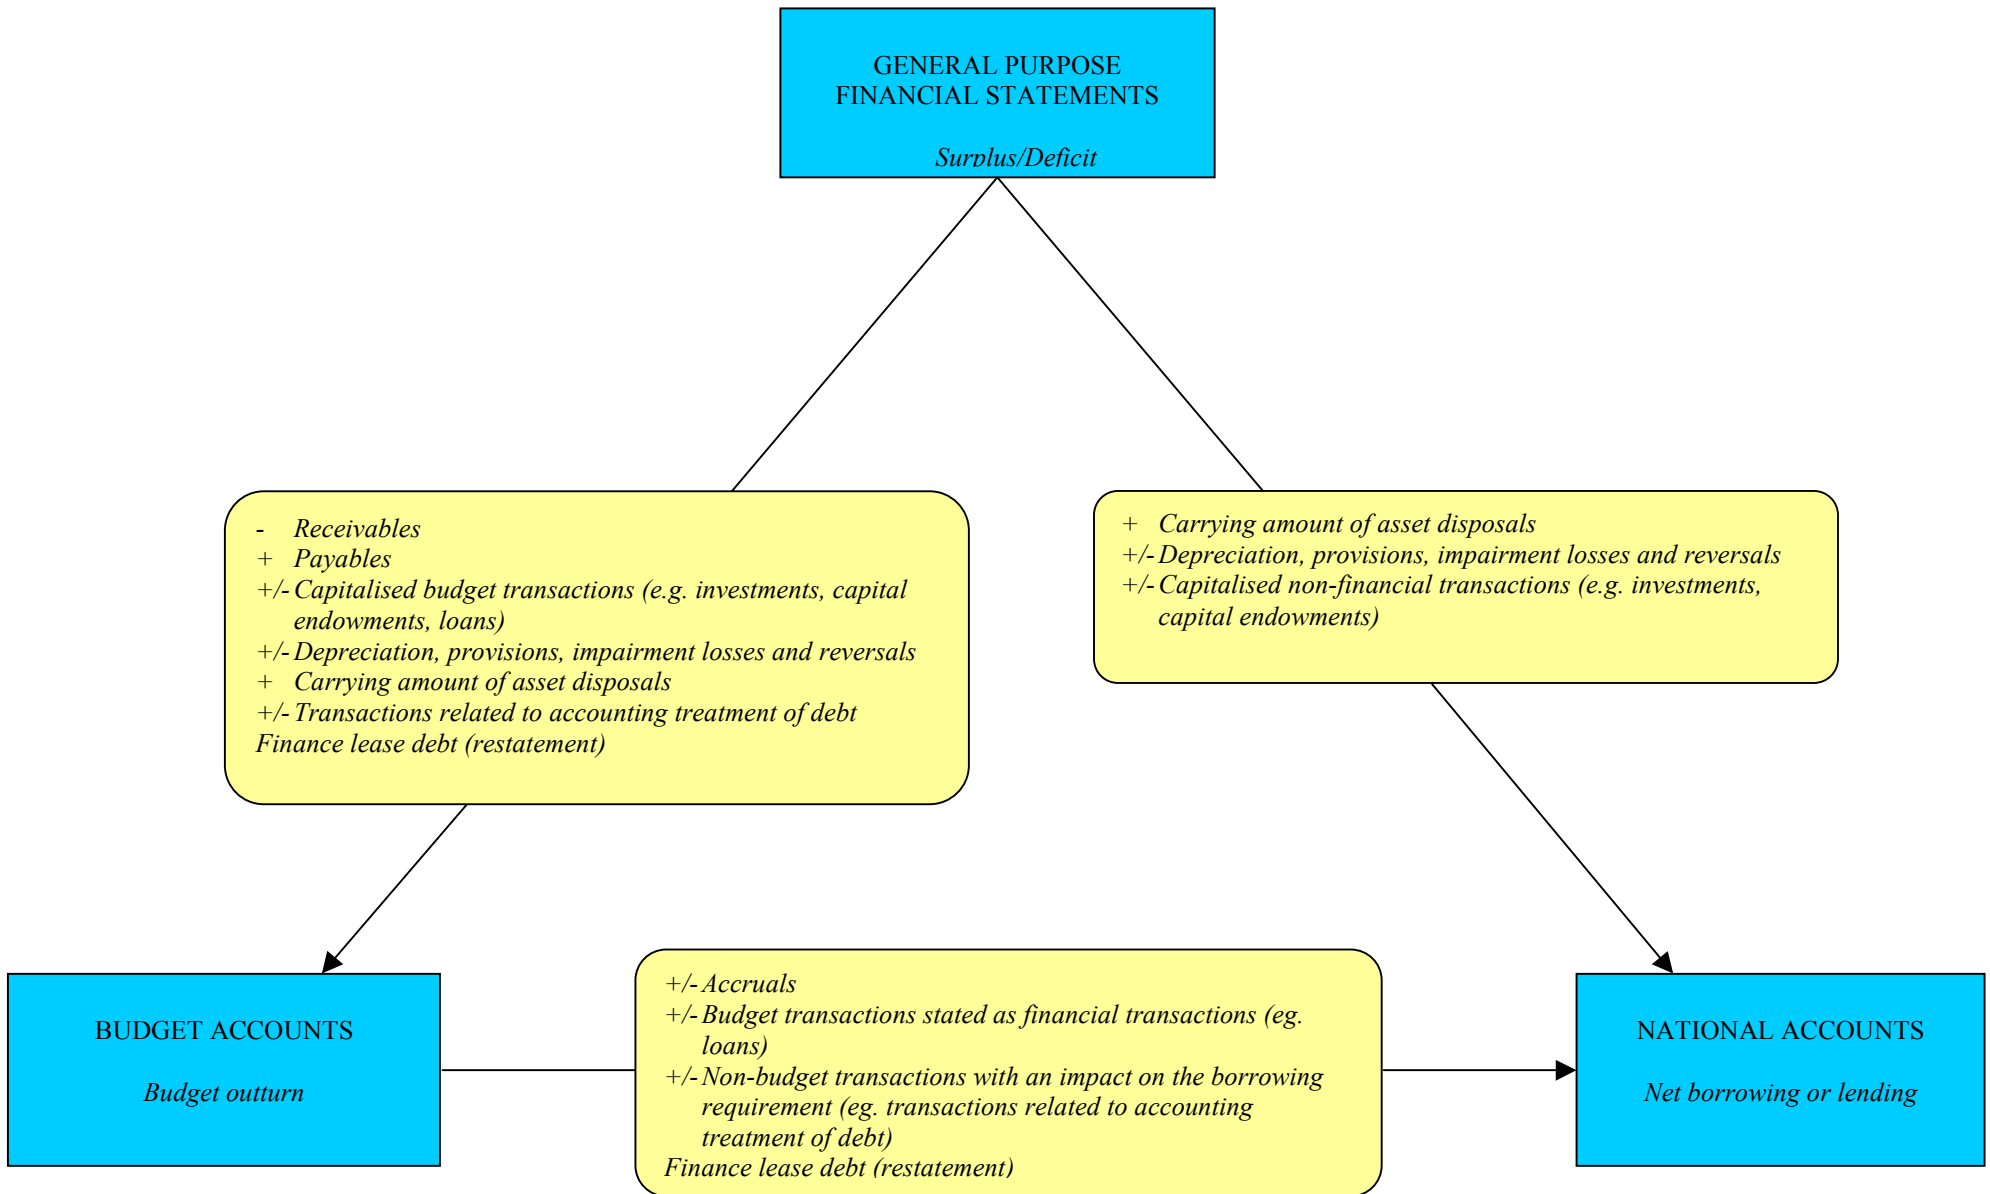 GENERAL PURPOSE
FINANCIAL STATEMENTS
Surplus/Deficit
- Receivables
+ Payables
+/- Capitalised budget transactions (e.g. investments, capital
endowments, loans)
+/- Depreciation, provisions, impairment losses and reversals
+ Carrying amount of asset disposals
+/- Transactions related to accounting treatment of debt
Finance lease debt (restatement)
+ Carrying amount of asset disposals
+/- Depreciation, provisions, impairment losses and reversals
+/- Capitalised non-financial transactions (e.g. investments,
capital endowments)
BUDGET ACCOUNTS
Budget outturn
+/- Accruals
+/- Budget transactions stated as financial transactions (eg.
loans)
+/- Non-budget transactions with an impact on the borrowing
requirement (eg. transactions related to accounting
treatment of debt)
Finance lease debt (restatement)
NATIONAL ACCOUNTS
Net borrowing or lending